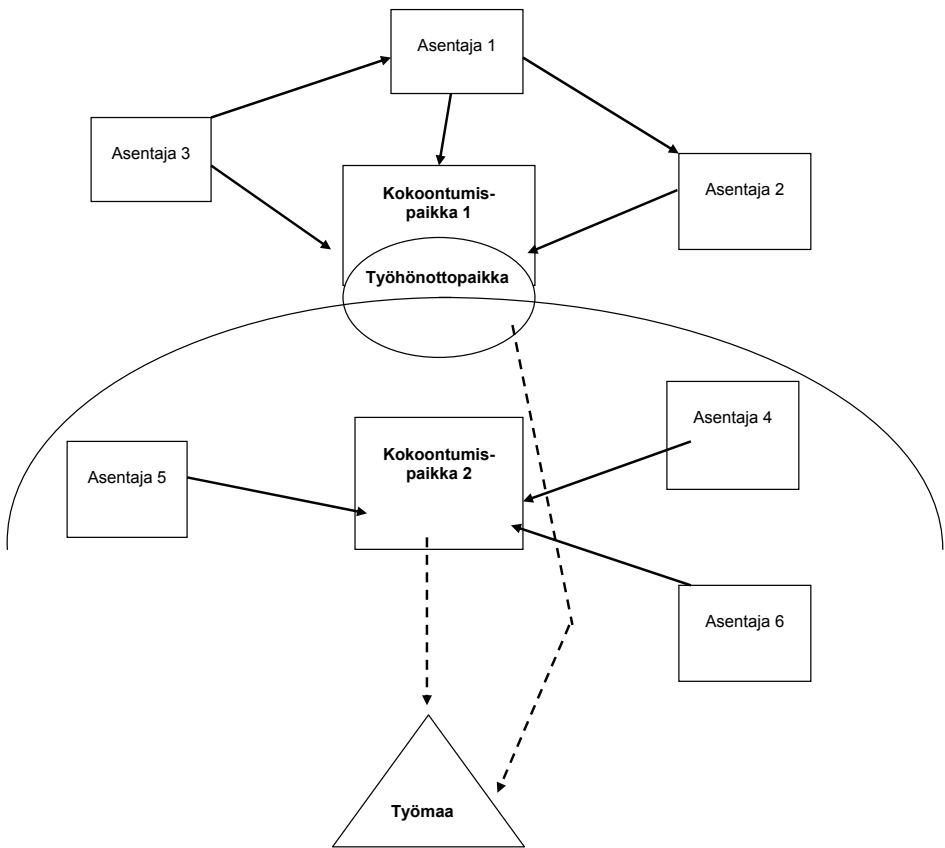 Asentaja 1
Asentaja 3
Asentaja 2
Kokoontumis-
paikka 1
Työhönottopaikka
Asentaja 4
Asentaja 5
Kokoontumis-
paikka 2
Asentaja 6
Työmaa